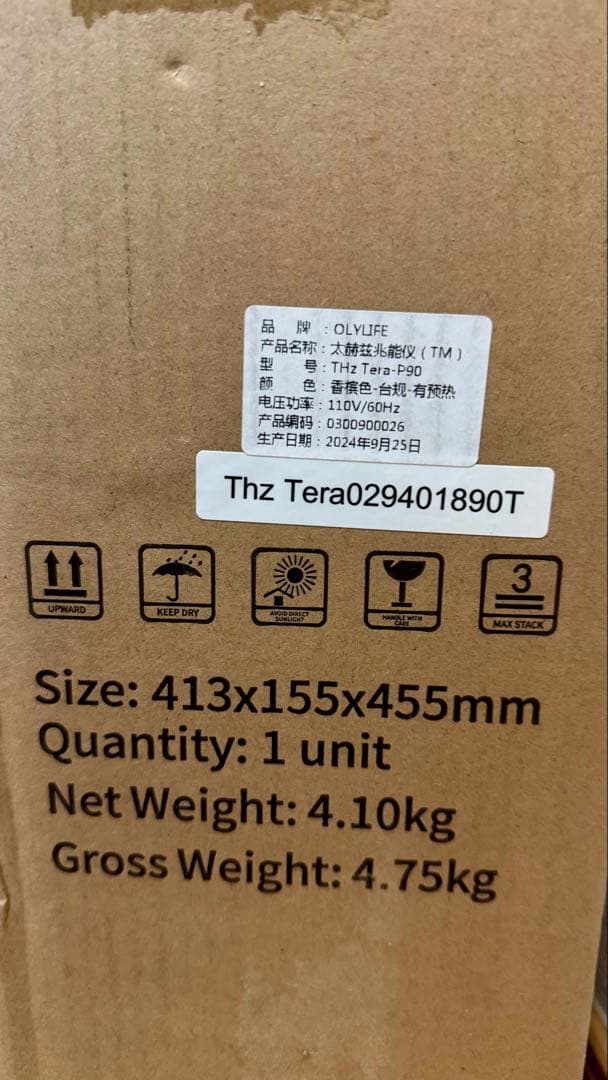 品 牌：OLYLIFE
产品名称：太赫兹兆能仪（TM）
型 号：THz Tera-P90
颜 色：香槟色-台规-有预热
电压功率：110V/60Hz
产品编码：0300900026
生产日期：2024年9月25日
Thz Tera029401890T
UPWARD
KEEP DRY
AVOID DIRECT
SUNLIGHT
HANDLE WITH
CARE
3
MAX STACK
Size: 413x155x455mm
Quantity: 1 unit
Net Weight: 4.10kg
Gross Weight: 4.75kg